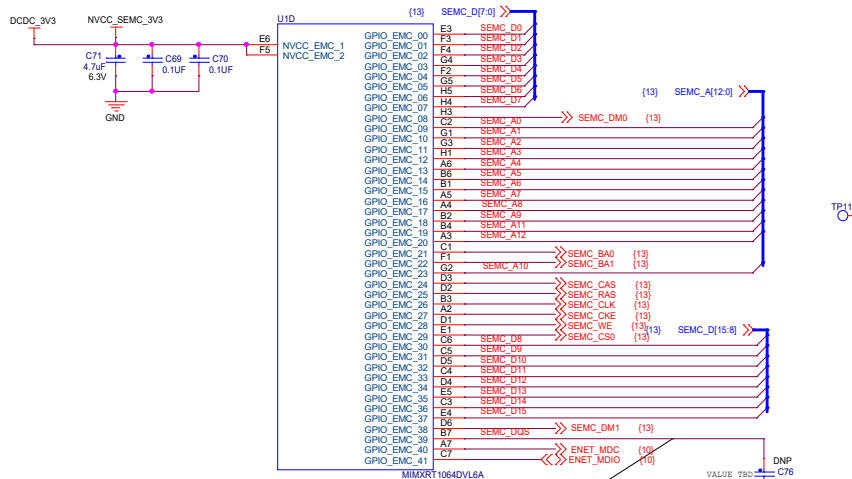 {13} SEMC_D[7:0]
DCDC_3V3 NVCC_SEMC_3V3 U1D
E6 NVCC_EMC_1
F5 NVCC_EMC_2
C71 4.7uF 6.3V
C69 0.1UF
C70 0.1UF
GND
GPIO_EMC_00 E3 SEMC_D0
GPIO_EMC_01 F3 SEMC_D1
GPIO_EMC_02 F4 SEMC_D2
GPIO_EMC_03 G4 SEMC_D3
GPIO_EMC_04 F2 SEMC_D4
GPIO_EMC_05 G5 SEMC_D5
GPIO_EMC_06 H5 SEMC_D6
GPIO_EMC_07 H4 SEMC_D7
{13} SEMC_A[12:0]
GPIO_EMC_08 H3 SEMC_DM0 {13}
GPIO_EMC_09 C2 SEMC_A0
GPIO_EMC_10 G1 SEMC_A1
GPIO_EMC_11 G3 SEMC_A2
GPIO_EMC_12 H1 SEMC_A3
GPIO_EMC_13 A6 SEMC_A4
GPIO_EMC_14 B6 SEMC_A5
GPIO_EMC_15 B1 SEMC_A6
GPIO_EMC_16 A5 SEMC_A7
GPIO_EMC_17 A4 SEMC_A8
GPIO_EMC_18 B2 SEMC_A9
GPIO_EMC_19 B4 SEMC_A11
GPIO_EMC_20 A3 SEMC_A12
TP11
GPIO_EMC_21 C1 SEMC_BA0 {13}
GPIO_EMC_22 F1 SEMC_BA1 {13}
GPIO_EMC_23 G2 SEMC_A10
GPIO_EMC_24 D3 SEMC_CAS {13}
GPIO_EMC_25 D2 SEMC_RAS {13}
GPIO_EMC_26 B3 SEMC_CLK {13}
GPIO_EMC_27 A2 SEMC_CKE {13}
GPIO_EMC_28 D1 SEMC_WE {13}
GPIO_EMC_29 E1 SEMC_CS0 {13}
{13} SEMC_D[15:8]
GPIO_EMC_30 C6 SEMC_D8
GPIO_EMC_31 C5 SEMC_D9
GPIO_EMC_32 D5 SEMC_D10
GPIO_EMC_33 C4 SEMC_D11
GPIO_EMC_34 D4 SEMC_D12
GPIO_EMC_35 E5 SEMC_D13
GPIO_EMC_36 C3 SEMC_D14
GPIO_EMC_37 E4 SEMC_D15
GPIO_EMC_38 D6 SEMC_DM1 {13}
GPIO_EMC_39 B7 SEMC_DQS
GPIO_EMC_40 A7 ENET_MDC {10}
GPIO_EMC_41 C7 ENET_MDIO {10}
MIMXRT1064DVL6A
DNP
VALUE TBD C76